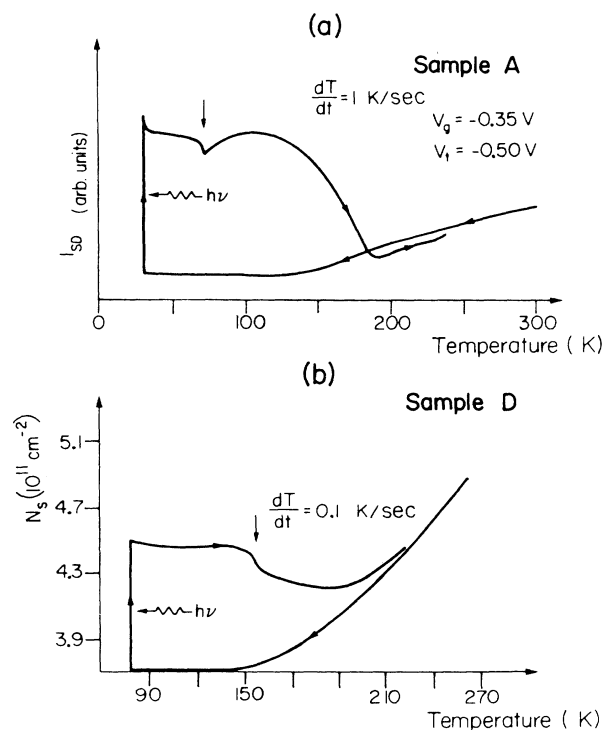 (a)
Sample A
dT/dt = 1 K/sec
V_g = -0.35 V
V_t = -0.50 V
I_SD (arb. units)
hν
0 100 200 300
Temperature ( K )
(b)
Sample D
N_s (10^11 cm^-2)
5.1
4.7
dT/dt = 0.1 K/sec
4.3
hν
3.9
90 150 210 270
Temperature ( K )